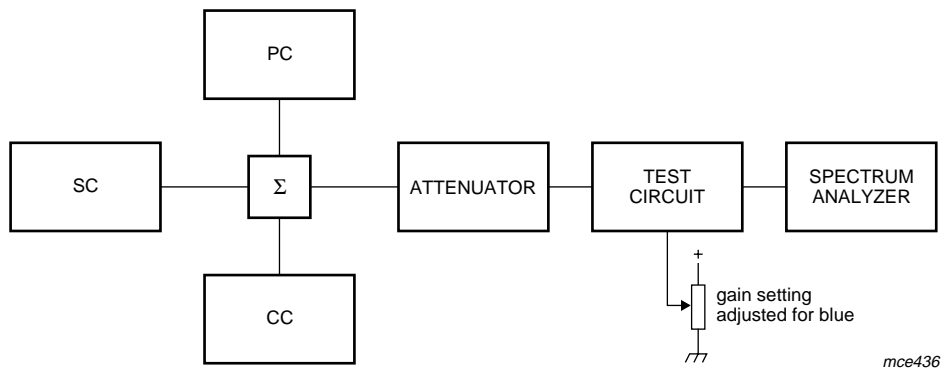 PC
SC
Σ
ATTENUATOR
TEST
CIRCUIT
SPECTRUM
ANALYZER
CC
+
gain setting
adjusted for blue
mce436